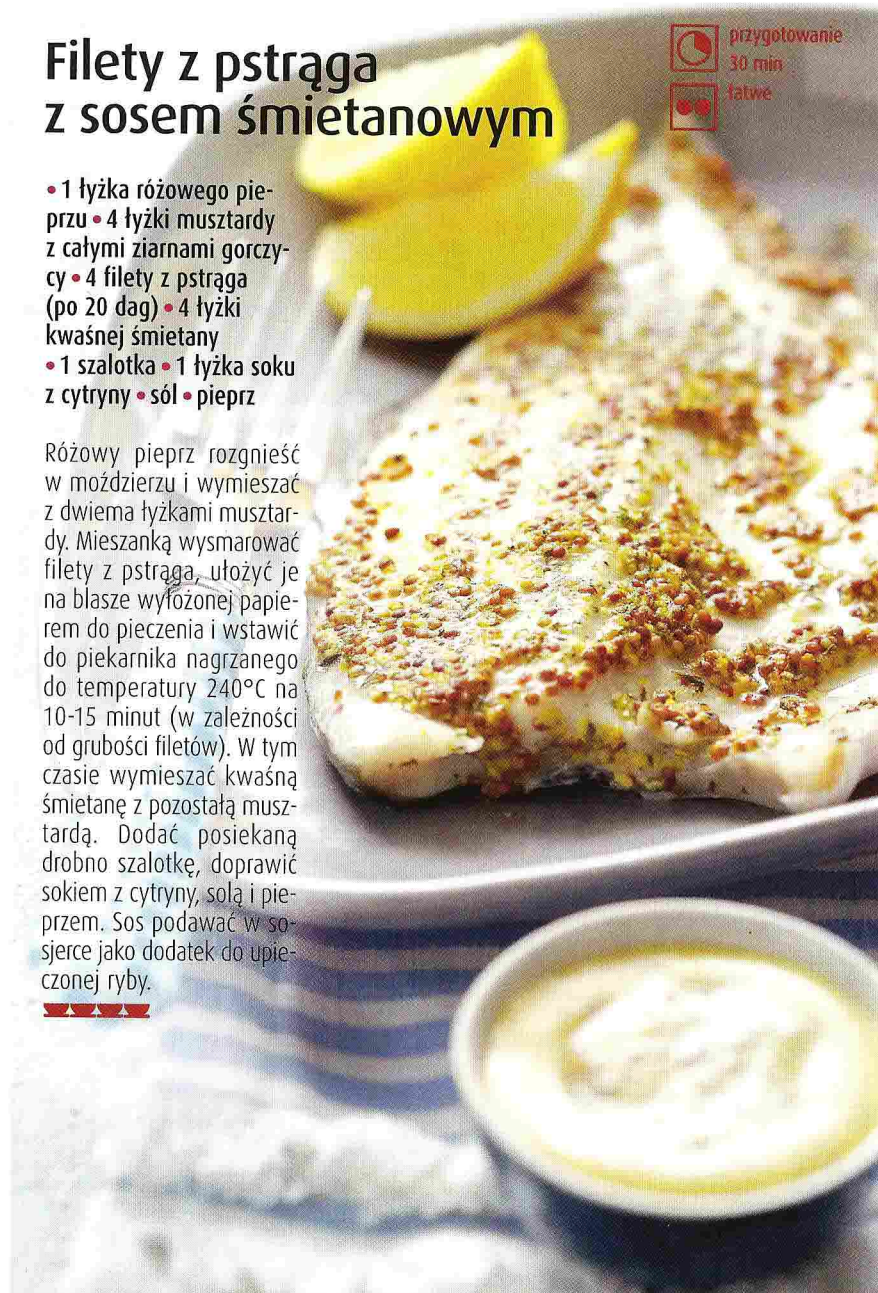 Filety z pstrąga
z sosem śmietanowym
przygotowanie
30 min
łatwe
• 1 łyżka różowego pie-
przu • 4 łyżki musztardy
z całymi ziarnami gorczy-
cy • 4 filety z pstrąga
(po 20 dag) • 4 łyżki
kwaśnej śmietany
• 1 szalotka • 1 łyżka soku
z cytryny • sól • pieprz
Różowy pieprz rozgnieść
w moździerzu i wymieszać
z dwiema łyżkami musztar-
dy. Mieszanką wysmarować
filety z pstrąga, ułożyć je
na blasze wyłożonej papie-
rem do pieczenia i wstawić
do piekarnika nagrzanego
do temperatury 240°C na
10-15 minut (w zależności
od grubości filetów). W tym
czasie wymieszać kwaśną
śmietanę z pozostałą musz-
tardą. Dodać posiekaną
drobno szalotkę, doprawić
sokiem z cytryny, solą i pie-
przem. Sos podawać w so-
sjerce jako dodatek do upie-
czonej ryby.